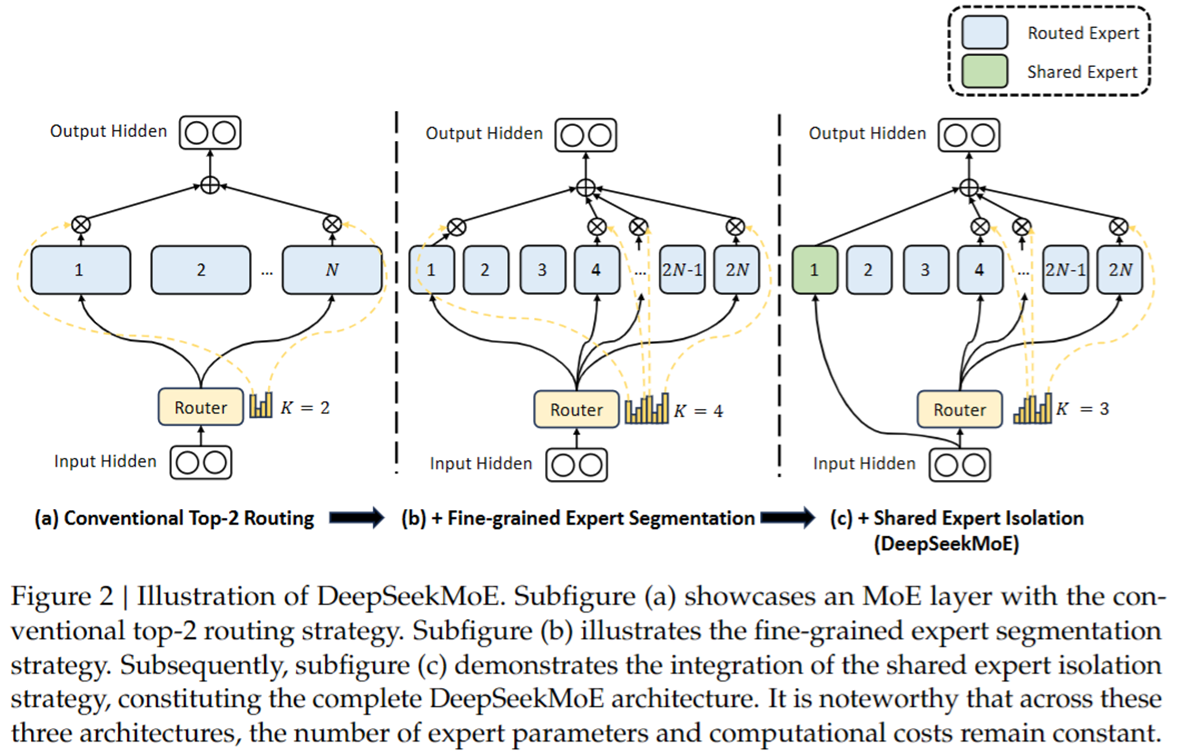 Routed Expert
Shared Expert
Output Hidden
1
2
...
N
Router
K = 2
Input Hidden
(a) Conventional Top-2 Routing
Output Hidden
1
2
3
4
...
2N-1
2N
Router
K = 4
Input Hidden
(b) + Fine-grained Expert Segmentation
Output Hidden
1
2
3
4
...
2N-1
2N
Router
K = 3
Input Hidden
(c) + Shared Expert Isolation
(DeepSeekMoE)
Figure 2 | Illustration of DeepSeekMoE. Subfigure (a) showcases an MoE layer with the con-
ventional top-2 routing strategy. Subfigure (b) illustrates the fine-grained expert segmentation
strategy. Subsequently, subfigure (c) demonstrates the integration of the shared expert isolation
strategy, constituting the complete DeepSeekMoE architecture. It is noteworthy that across these
three architectures, the number of expert parameters and computational costs remain constant.